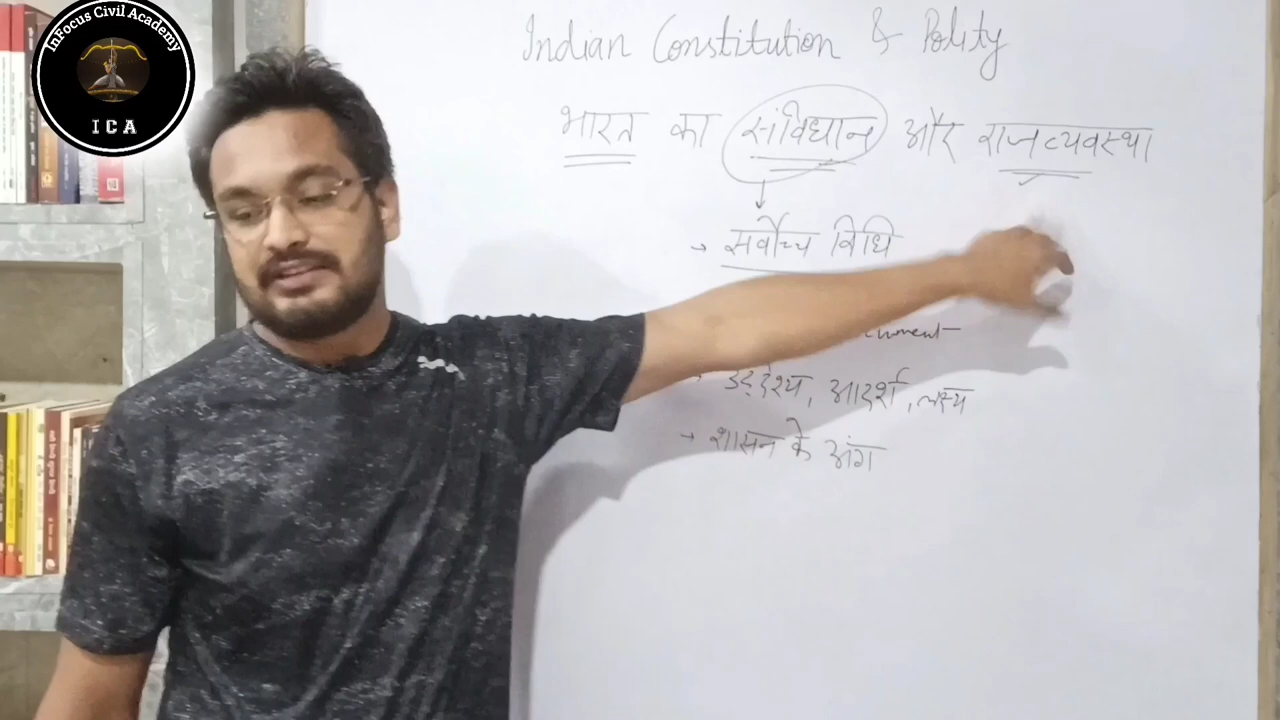 InFocus Civil Academy
ICA
Indian Constitution & Polity
भारत का संविधान और राजव्यवस्था
सर्वोच्च विधि
उद्देश्य, आदर्श, लक्ष्य
शासन के अंग